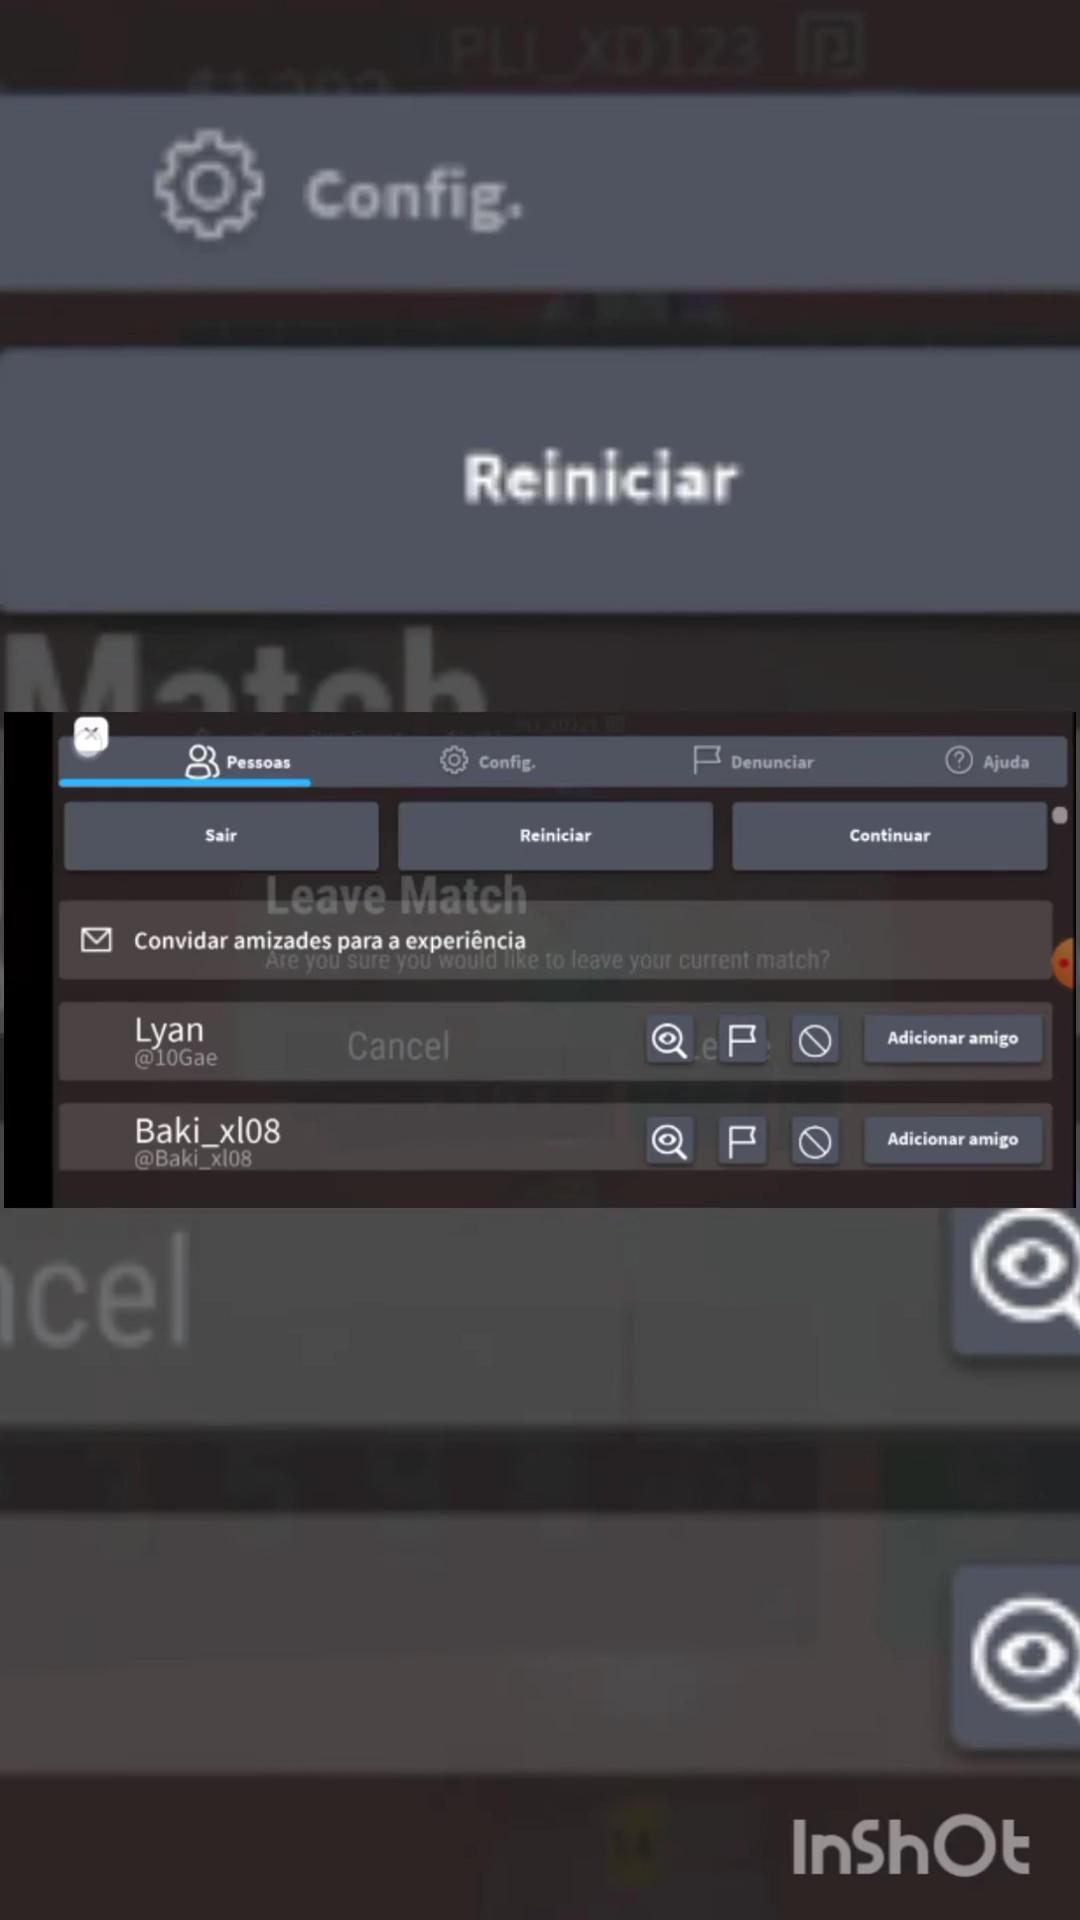 PLI_XD123
Config.
Reiniciar
Match
Pessoas
Config.
Denunciar
Ajuda
Sair
Reiniciar
Continuar
Leave Match
Convidar amizades para a experiência
Are you sure you would like to leave your current match?
Lyan
@10Gae
Cancel
Adicionar amigo
Baki_xl08
@Baki_xl08
Adicionar amigo
ncel
14
InShOt